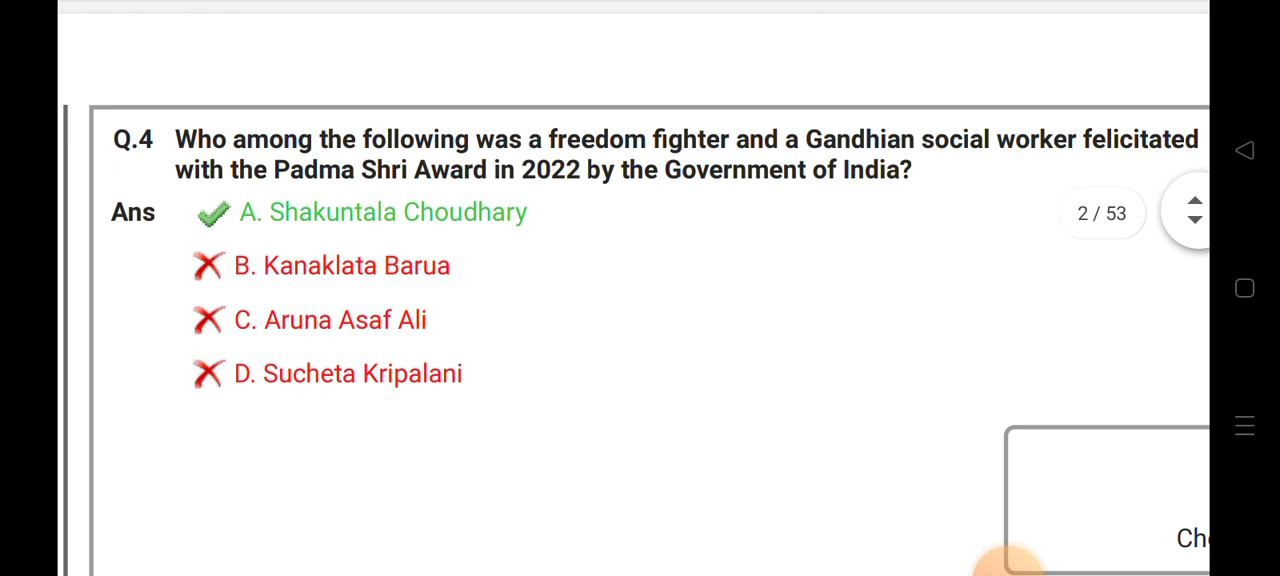 Q.4 Who among the following was a freedom fighter and a Gandhian social worker felicitated
with the Padma Shri Award in 2022 by the Government of India?
Ans A. Shakuntala Choudhary
2 / 53
B. Kanaklata Barua
C. Aruna Asaf Ali
D. Sucheta Kripalani